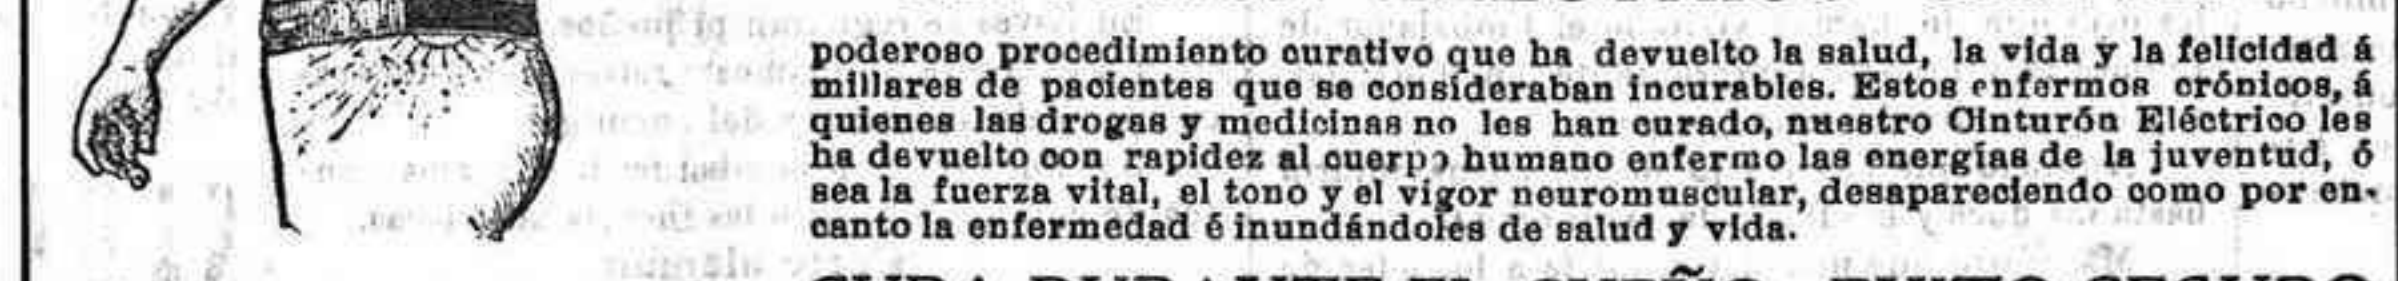 poderoso procedimiento curativo que ha devuelto la salud, la vida y la felicidad á
millares de pacientes que se consideraban incurables. Estos enfermos crónicos, á
quienes las drogas y medicinas no les han curado, nuestro Cinturón Eléctrico les
ha devuelto con rapidez al cuerpo humano enfermo las energías de la juventud, ó
sea la fuerza vital, el tono y el vigor neuromuscular, desapareciendo como por en-
canto la enfermedad é inundándoles de salud y vida.